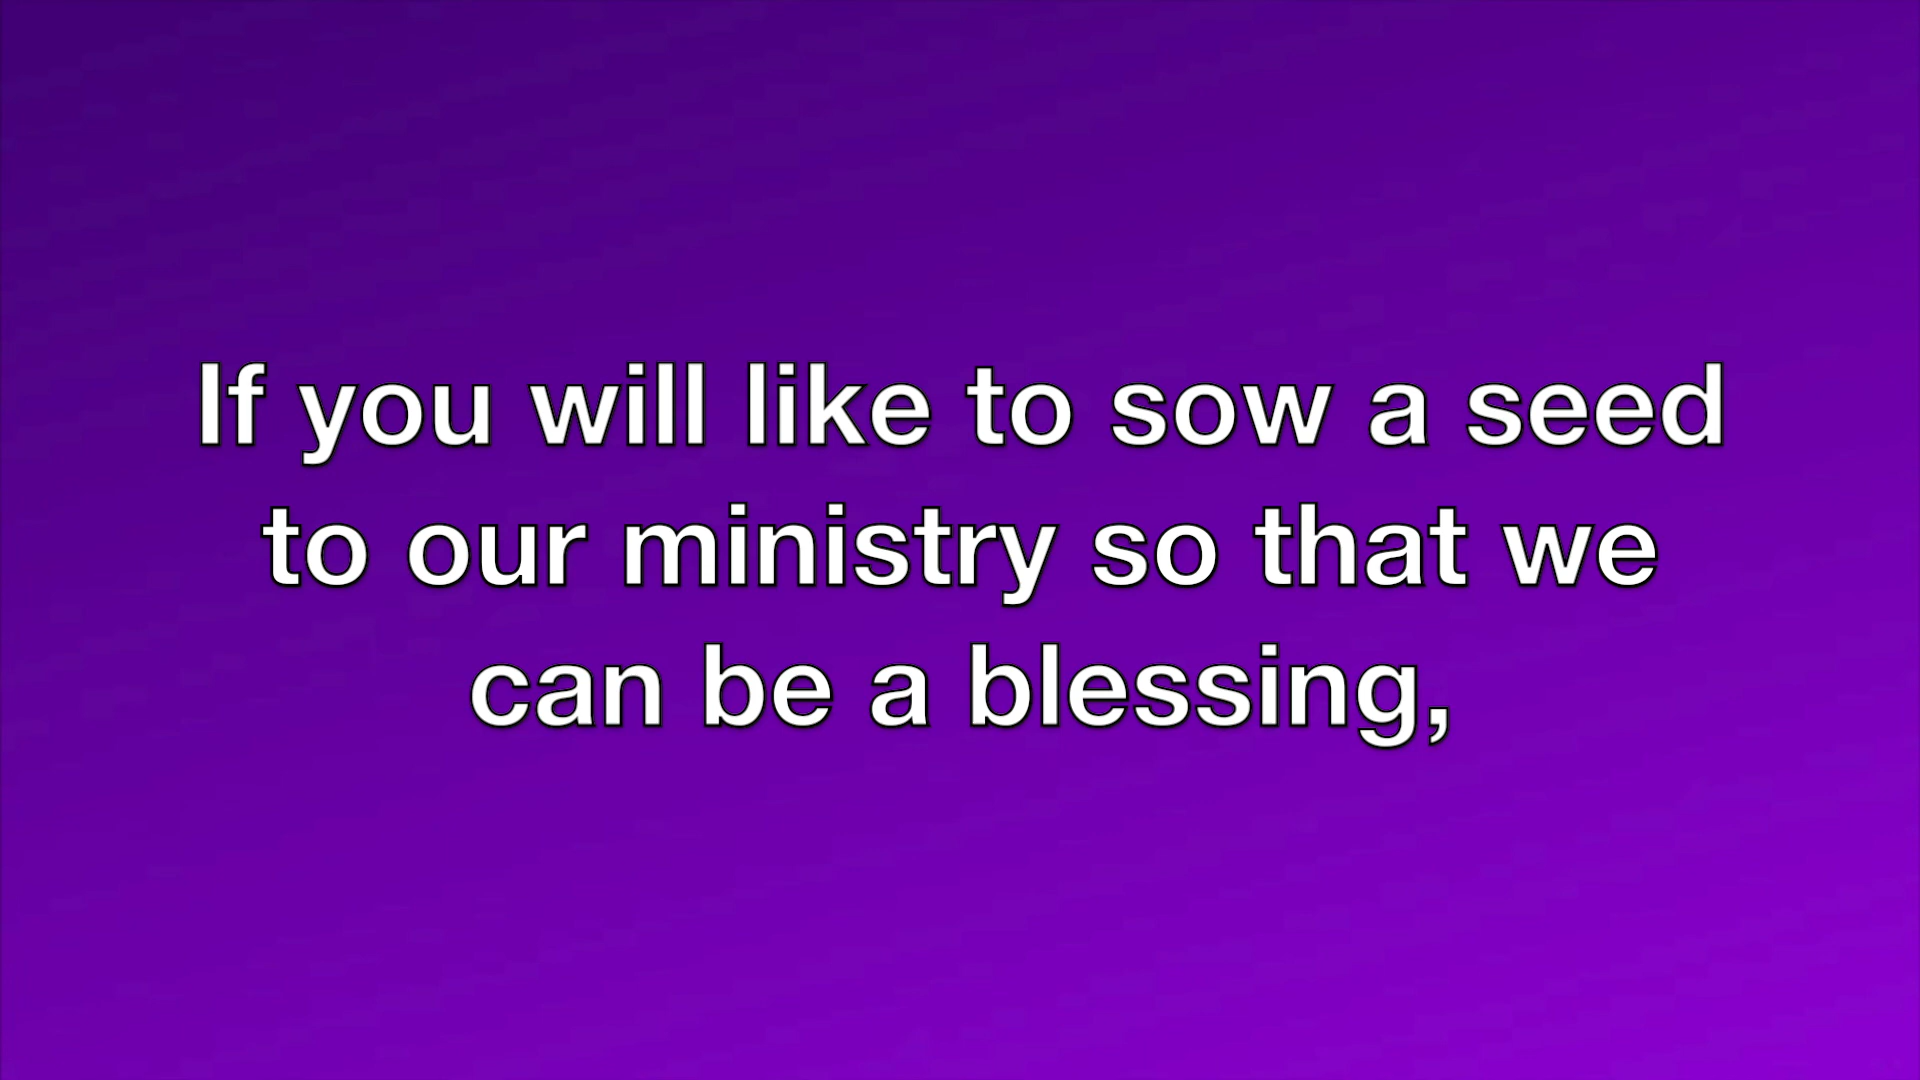 If you will like to sow a seed
to our ministry so that we
can be a blessing,